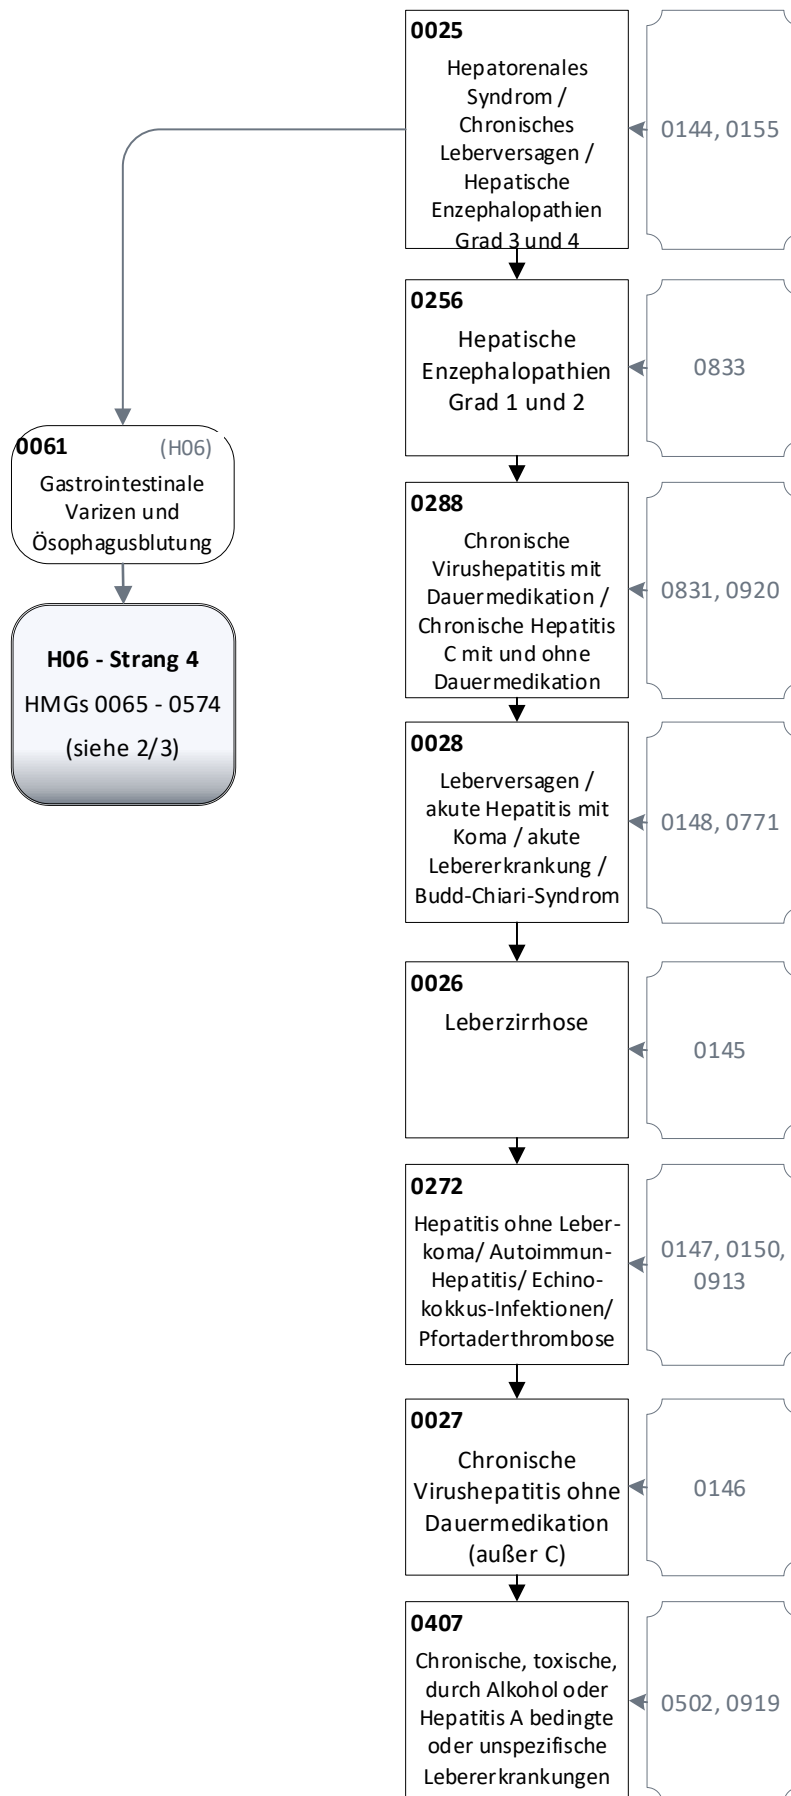 0025
Hepatorenales
Syndrom /
Chronisches
Leberversagen /
Hepatische
Enzephalopathien
Grad 3 und 4
0144, 0155
0256
Hepatische
Enzephalopathien
Grad 1 und 2
0833
0061 (H06)
Gastrointestinale
Varizen und
Ösophagusblutung
H06 - Strang 4
HMGs 0065 - 0574
(siehe 2/3)
0288
Chronische
Virushepatitis mit
Dauermedikation /
Chronische Hepatitis
C mit und ohne
Dauermedikation
0831, 0920
0028
Leberversagen /
akute Hepatitis mit
Koma / akute
Lebererkrankung /
Budd-Chiari-Syndrom
0148, 0771
0026
Leberzirrhose
0145
0272
Hepatitis ohne Leber-
koma/ Autoimmun-
Hepatitis/ Echino-
kokkus-Infektionen/
Pfortaderthrombose
0147, 0150,
0913
0027
Chronische
Virushepatitis ohne
Dauermedikation
(außer C)
0146
0407
Chronische, toxische,
durch Alkohol oder
Hepatitis A bedingte
oder unspezifische
Lebererkrankungen
0502, 0919